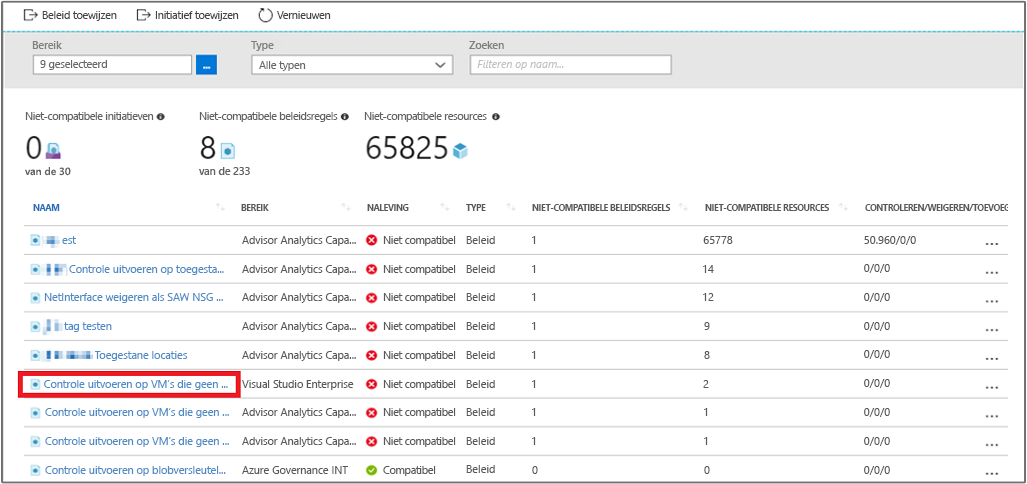 Beleid toewijzen Initiatief toewijzen Vernieuwen
Bereik Type Zoeken
9 geselecteerd ... Alle typen Filteren op naam...
Niet-compatibele initiatieven Niet-compatibele beleidsregels Niet-compatibele resources
0 8 65825
van de 30 van de 233
NAAM BEREIK NALEVING TYPE NIET-COMPATIBELE BELEIDSREGELS NIET-COMPATIBELE RESOURCES CONTROLEREN/WEIGEREN/TOEVOEG
est Advisor Analytics Capa... Niet compatibel Beleid 1 65778 50.960/0/0 ...
Controle uitvoeren op toegesta... Advisor Analytics Capa... Niet compatibel Beleid 1 14 0/0/0 ...
NetInterface weigeren als SAW NSG ... Advisor Analytics Capa... Niet compatibel Beleid 1 12 0/0/0 ...
tag testen Advisor Analytics Capa... Niet compatibel Beleid 1 9 0/0/0 ...
Toegestane locaties Advisor Analytics Capa... Niet compatibel Beleid 1 8 0/0/0 ...
Controle uitvoeren op VM's die geen ... Visual Studio Enterprise Niet compatibel Beleid 1 2 0/0/0 ...
Controle uitvoeren op VM's die geen ... Advisor Analytics Capa... Niet compatibel Beleid 1 1 0/0/0 ...
Controle uitvoeren op VM's die geen ... Advisor Analytics Capa... Niet compatibel Beleid 1 1 0/0/0 ...
Controle uitvoeren op blobversleutel... Azure Governance INT Compatibel Beleid 0 0 0/0/0 ...